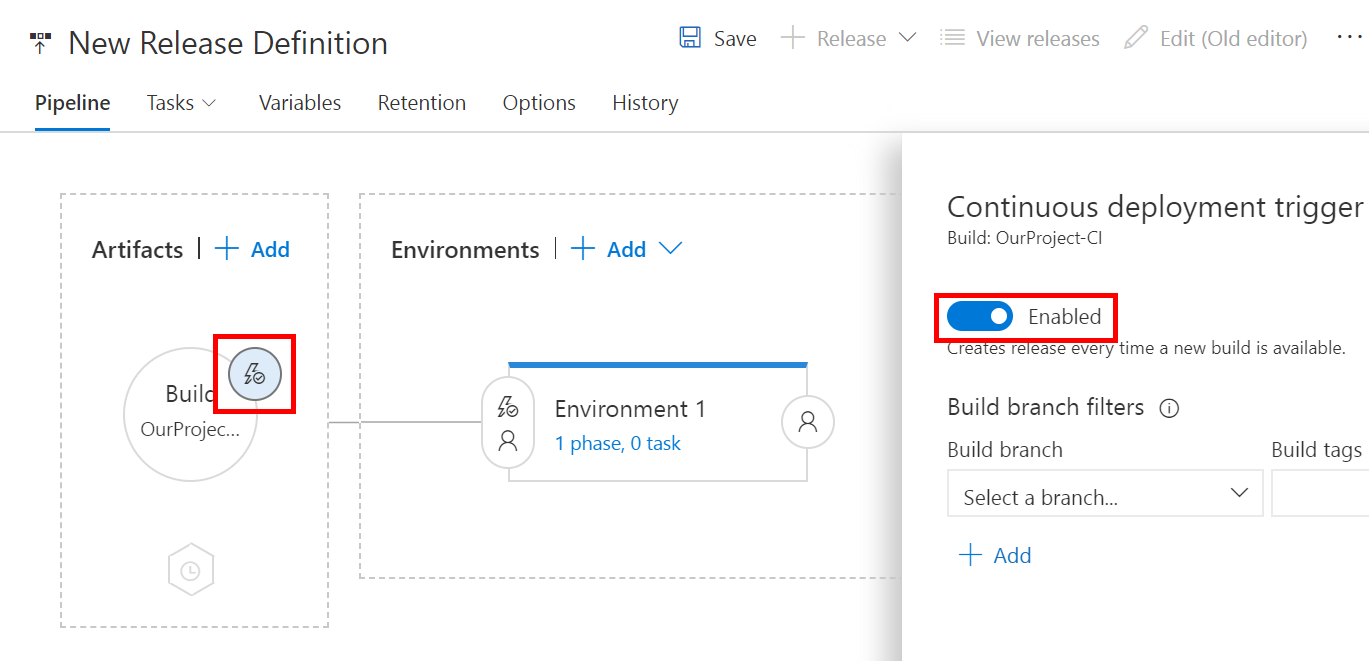 New Release Definition
Save
Release
View releases
Edit (Old editor)
Pipeline
Tasks
Variables
Retention
Options
History
Artifacts
Add
Environments
Add
Build
OurProjec...
Environment 1
1 phase, 0 task
Continuous deployment trigger
Build: OurProject-CI
Enabled
Creates release every time a new build is available.
Build branch filters
Build branch
Build tags
Select a branch...
Add